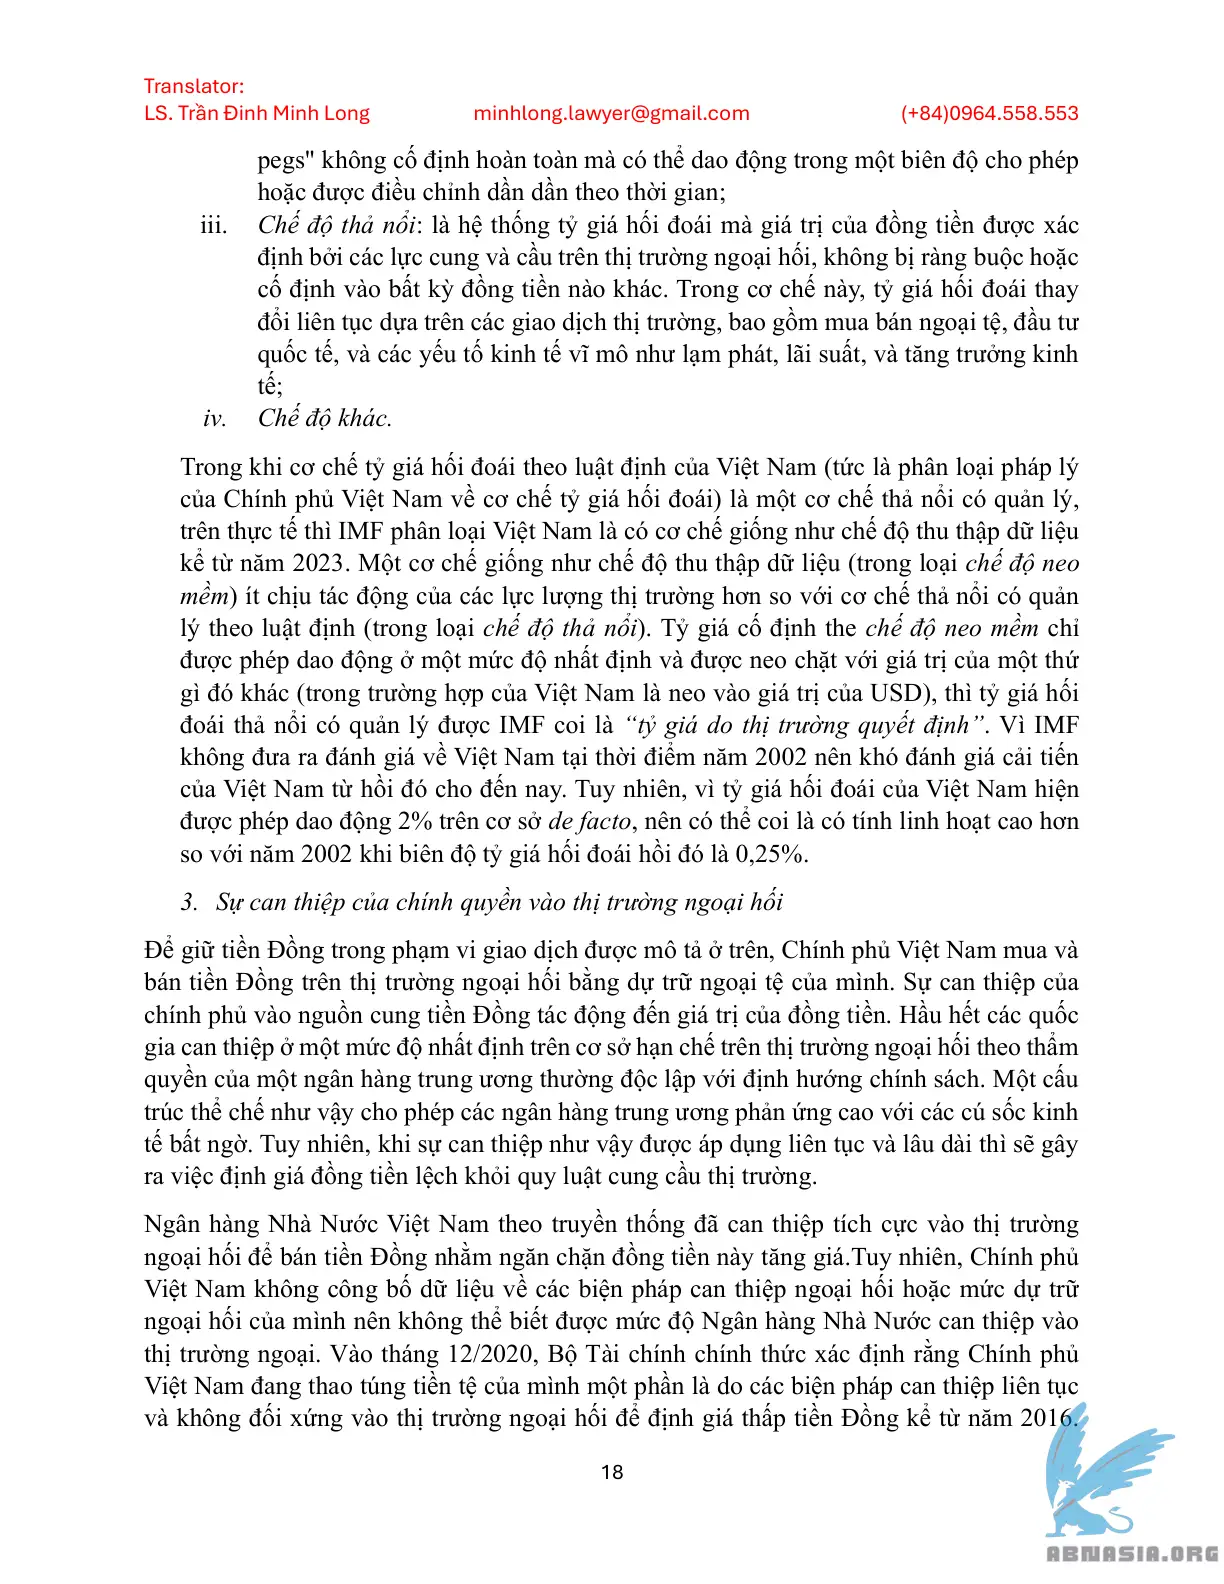 Translator:
LS. Trần Đình Minh Long minhlong.lawyer@gmail.com (+84)0964.558.553
pegs" không cố định hoàn toàn mà có thể dao động trong một biên độ cho phép
hoặc được điều chỉnh dần dần theo thời gian;
iii. Chế độ thả nổi: là hệ thống tỷ giá hối đoái mà giá trị của đồng tiền được xác
định bởi các lực cung và cầu trên thị trường ngoại hối, không bị ràng buộc hoặc
cố định vào bất kỳ đồng tiền nào khác. Trong cơ chế này, tỷ giá hối đoái thay
đổi liên tục dựa trên các giao dịch thị trường, bao gồm mua bán ngoại tệ, đầu tư
quốc tế, và các yếu tố kinh tế vĩ mô như lạm phát, lãi suất, và tăng trưởng kinh
tế;
iv. Chế độ khác.
Trong khi cơ chế tỷ giá hối đoái theo luật định của Việt Nam (tức là phân loại pháp lý
của Chính phủ Việt Nam về cơ chế tỷ giá hối đoái) là một cơ chế thả nổi có quản lý,
trên thực tế thì IMF phân loại Việt Nam là có cơ chế giống như chế độ thu thập dữ liệu
kể từ năm 2023. Một cơ chế giống như chế độ thu thập dữ liệu (trong loại chế độ neo
mềm) ít chịu tác động của các lực lượng thị trường hơn so với cơ chế thả nổi có quản
lý theo luật định (trong loại chế độ thả nổi). Tỷ giá cố định the chế độ neo mềm chỉ
được phép dao động ở một mức độ nhất định và được neo chặt với giá trị của một thứ
gì đó khác (trong trường hợp của Việt Nam là neo vào giá trị của USD), thì tỷ giá hối
đoái thả nổi có quản lý được IMF coi là “tỷ giá do thị trường quyết định”. Vì IMF
không đưa ra đánh giá về Việt Nam tại thời điểm năm 2002 nên khó đánh giá cải tiến
của Việt Nam từ hồi đó cho đến nay. Tuy nhiên, vì tỷ giá hối đoái của Việt Nam hiện
được phép dao động 2% trên cơ sở de facto, nên có thể coi là có tính linh hoạt cao hơn
so với năm 2002 khi biên độ tỷ giá hối đoái hồi đó là 0,25%.
3. Sự can thiệp của chính quyền vào thị trường ngoại hối
Để giữ tiền Đồng trong phạm vi giao dịch được mô tả ở trên, Chính phủ Việt Nam mua và
bán tiền Đồng trên thị trường ngoại hối bằng dự trữ ngoại tệ của mình. Sự can thiệp của
chính phủ vào nguồn cung tiền Đồng tác động đến giá trị của đồng tiền. Hầu hết các quốc
gia can thiệp ở một mức độ nhất định trên cơ sở hạn chế trên thị trường ngoại hối theo thẩm
quyền của một ngân hàng trung ương thường độc lập với định hướng chính sách. Một cấu
trúc thể chế như vậy cho phép các ngân hàng trung ương phản ứng cao với các cú sốc kinh
tế bất ngờ. Tuy nhiên, khi sự can thiệp như vậy được áp dụng liên tục và lâu dài thì sẽ gây
ra việc định giá đồng tiền lệch khỏi quy luật cung cầu thị trường.
Ngân hàng Nhà Nước Việt Nam theo truyền thống đã can thiệp tích cực vào thị trường
ngoại hối để bán tiền Đồng nhằm ngăn chặn đồng tiền này tăng giá.Tuy nhiên, Chính phủ
Việt Nam không công bố dữ liệu về các biện pháp can thiệp ngoại hối hoặc mức dự trữ
ngoại hối của mình nên không thể biết được mức độ Ngân hàng Nhà Nước can thiệp vào
thị trường ngoại. Vào tháng 12/2020, Bộ Tài chính chính thức xác định rằng Chính phủ
Việt Nam đang thao túng tiền tệ của mình một phần là do các biện pháp can thiệp liên tục
và không đối xứng vào thị trường ngoại hối để định giá thấp tiền Đồng kể từ năm 2016.
18
ABNASIA.ORG